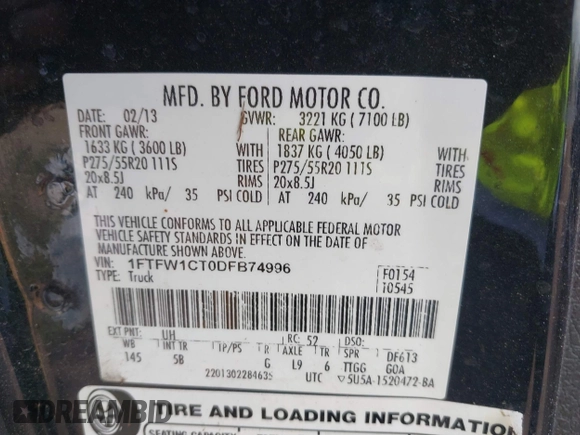 MFD. BY FORD MOTOR CO.
DATE: 02/13 GVWR: 3221 KG ( 7100 LB)
FRONT GAWR: REAR GAWR:
1633 KG ( 3600 LB) WITH 1837 KG ( 4050 LB) WITH
P275/55R20 111S TIRES P275/55R20 111S TIRES
20x8.5J RIMS 20x8.5J RIMS
AT 240 kPa/ 35 PSI COLD AT 240 kPa/ 35 PSI COLD
THIS VEHICLE CONFORMS TO ALL APPLICABLE FEDERAL MOTOR
VEHICLE SAFETY STANDARDS IN EFFECT ON THE DATE OF
MANUFACTURE SHOWN ABOVE.
VIN: 1FTFW1CT0DFB74996
TYPE: Truck
F0154
10545
EXT PNT: UH RC: 52 DSO:
WB INT TR TP/PS R AXLE TR SPR DF613
145 5B G L9 6 TTGG GOA
2201302284635 UTC ▽5U5A-1520472-BA
TIRE AND LOADING INFORMATION
SEATING CAPACITY
DREAMBID